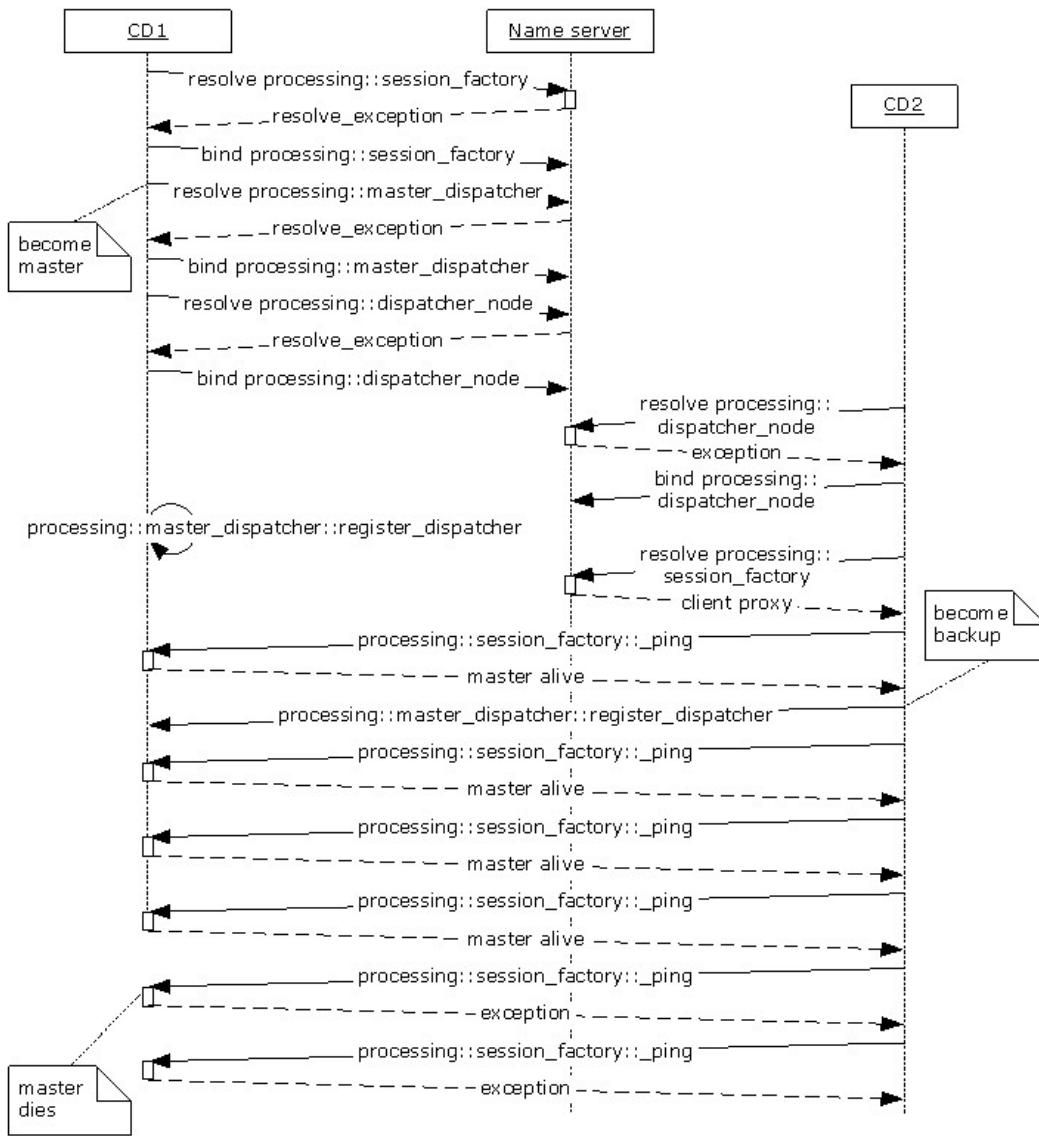 CD1
Name server
resolve processing::session_factory
CD2
resolve_exception
bind processing::session_factory
resolve processing::master_dispatcher
become
master
resolve_exception
bind processing::master_dispatcher
resolve processing::dispatcher_node
resolve_exception
bind processing::dispatcher_node
resolve processing::
dispatcher_node
exception
bind processing::
dispatcher_node
processing::master_dispatcher::register_dispatcher
resolve processing::
session_factory
client proxy
become
backup
processing::session_factory::_ping
master alive
processing::master_dispatcher::register_dispatcher
processing::session_factory::_ping
master alive
processing::session_factory::_ping
master alive
processing::session_factory::_ping
master alive
processing::session_factory::_ping
exception
processing::session_factory::_ping
master
dies
exception